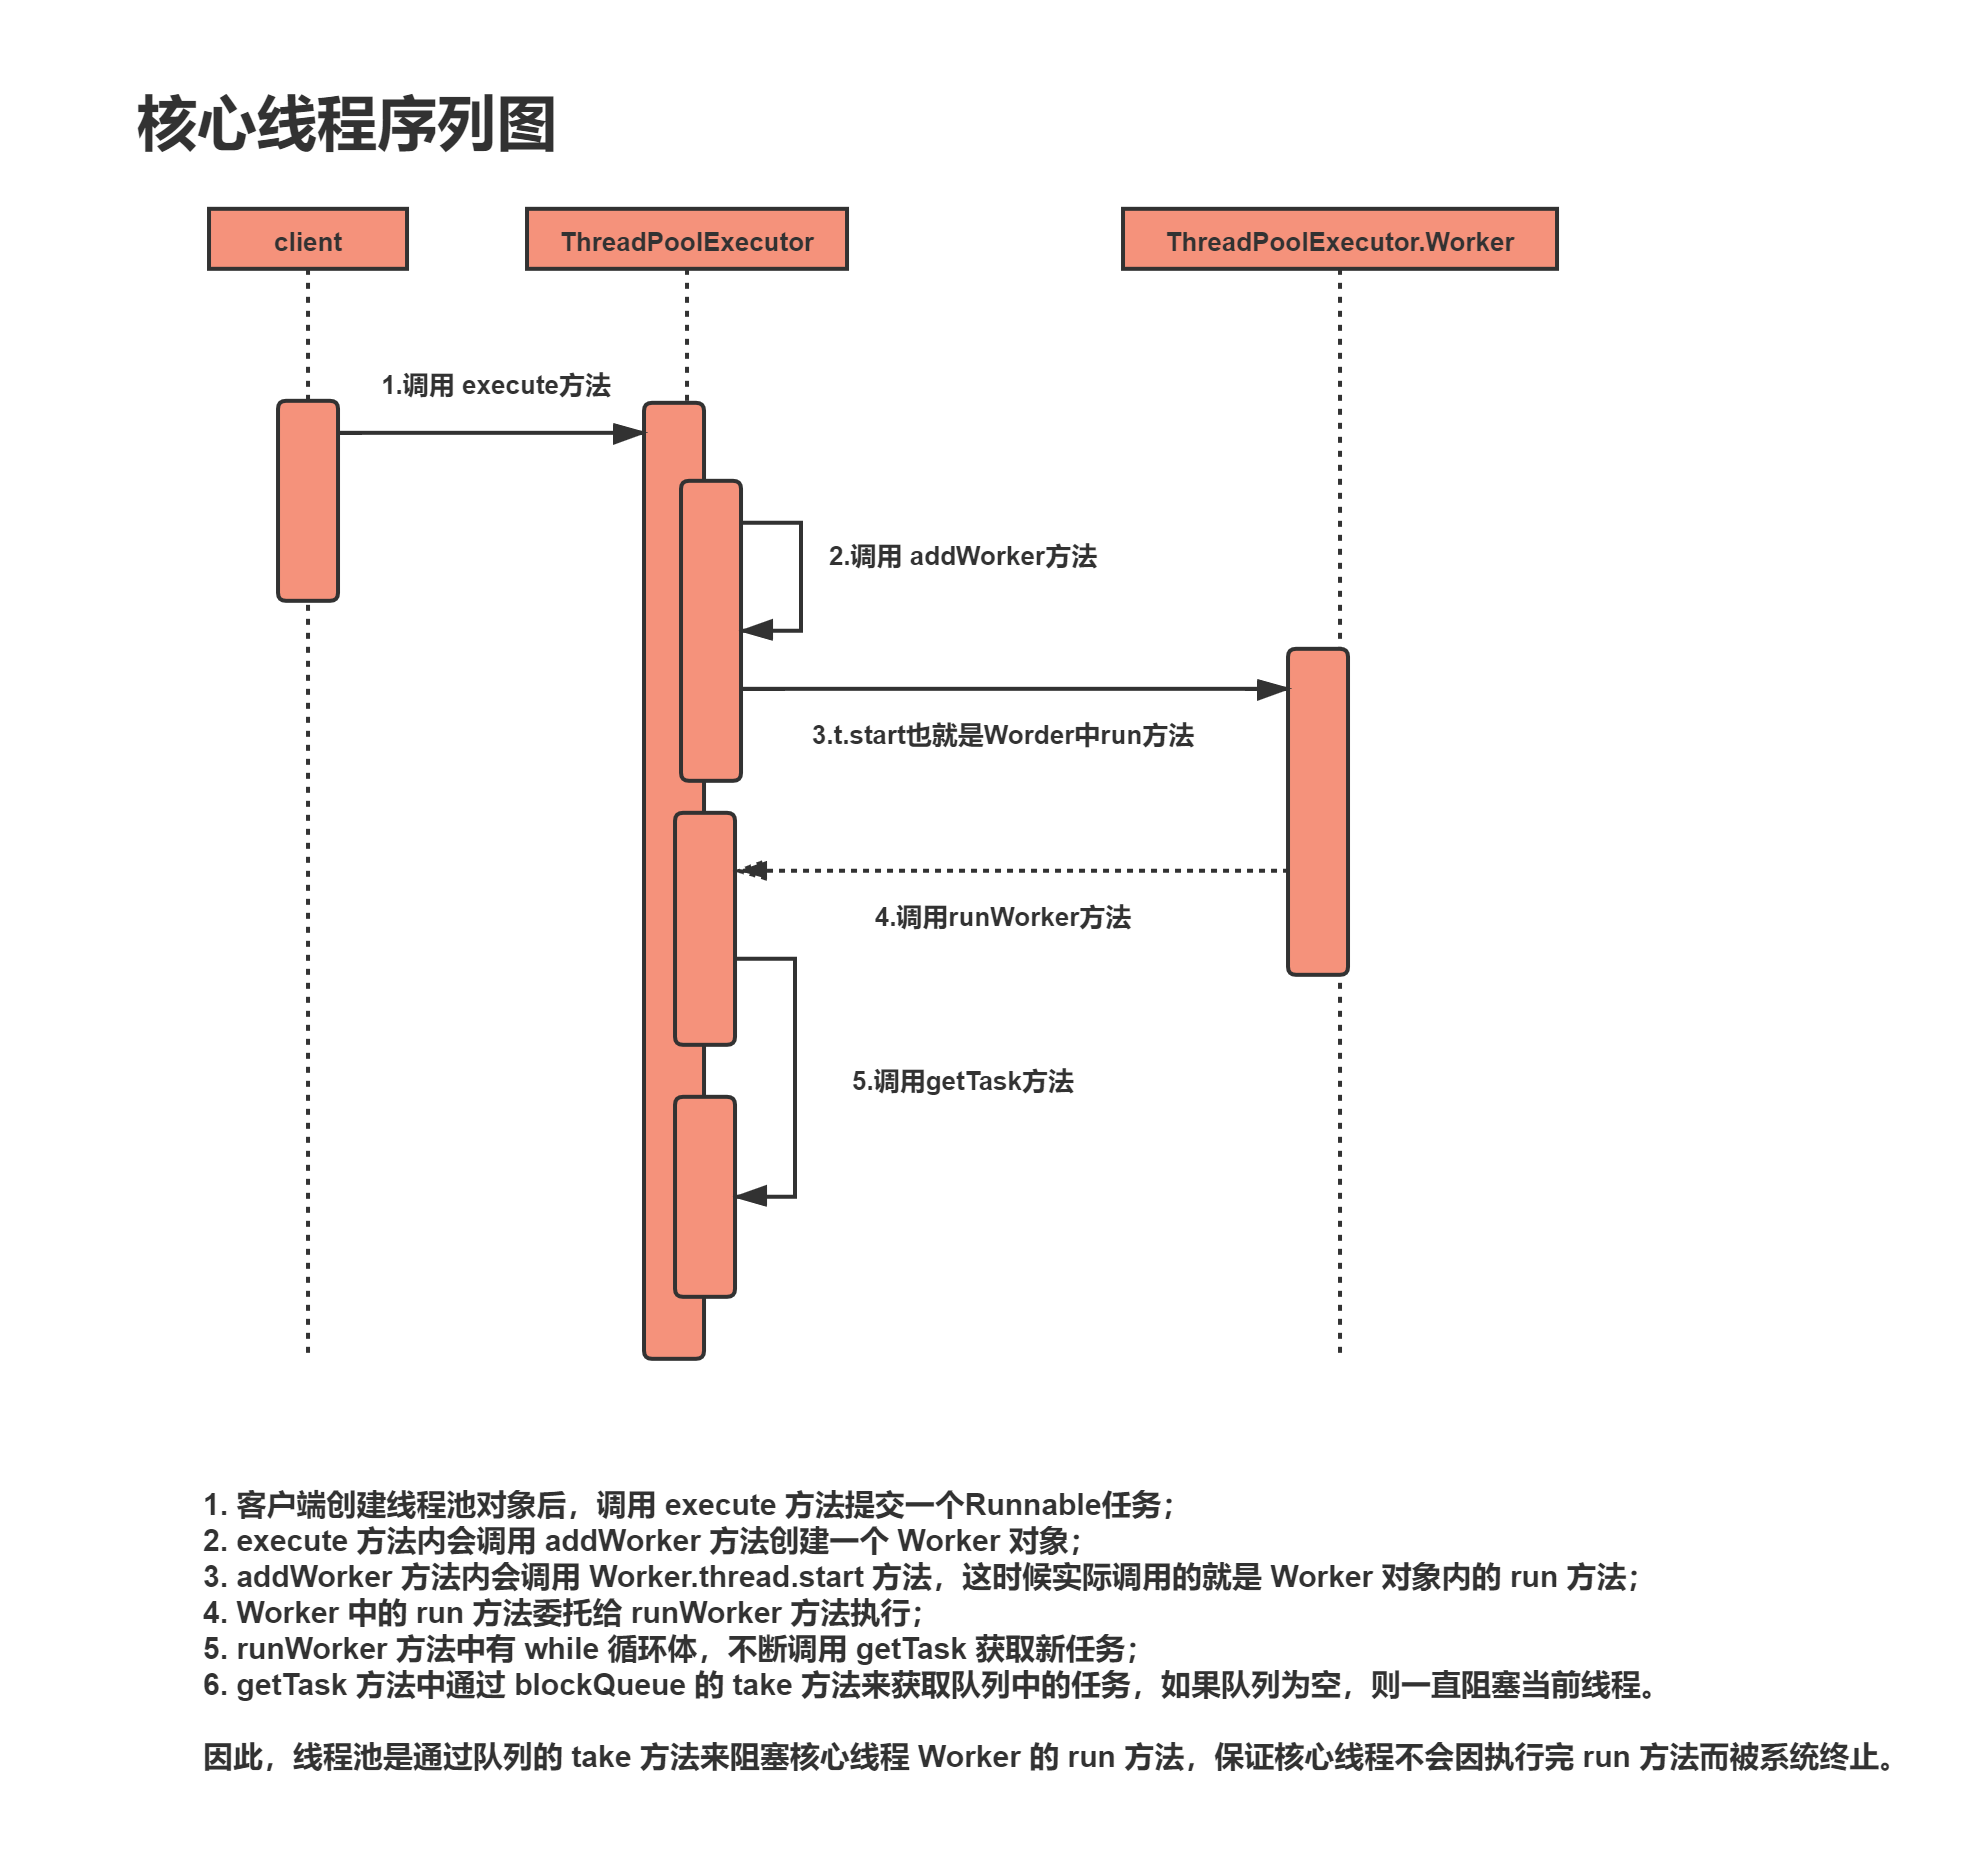 核心线程序列图
client
ThreadPoolExecutor
ThreadPoolExecutor.Worker
1.调用 execute方法
2.调用 addWorker方法
3.t.start也就是Worder中run方法
4.调用runWorker方法
5.调用getTask方法
1. 客户端创建线程池对象后，调用 execute 方法提交一个Runnable任务；
2. execute 方法内会调用 addWorker 方法创建一个 Worker 对象；
3. addWorker 方法内会调用 Worker.thread.start 方法，这时候实际调用的就是 Worker 对象内的 run 方法；
4. Worker 中的 run 方法委托给 runWorker 方法执行；
5. runWorker 方法中有 while 循环体，不断调用 getTask 获取新任务；
6. getTask 方法中通过 blockQueue 的 take 方法来获取队列中的任务，如果队列为空，则一直阻塞当前线程。
因此，线程池是通过队列的 take 方法来阻塞核心线程 Worker 的 run 方法，保证核心线程不会因执行完 run 方法而被系统终止。